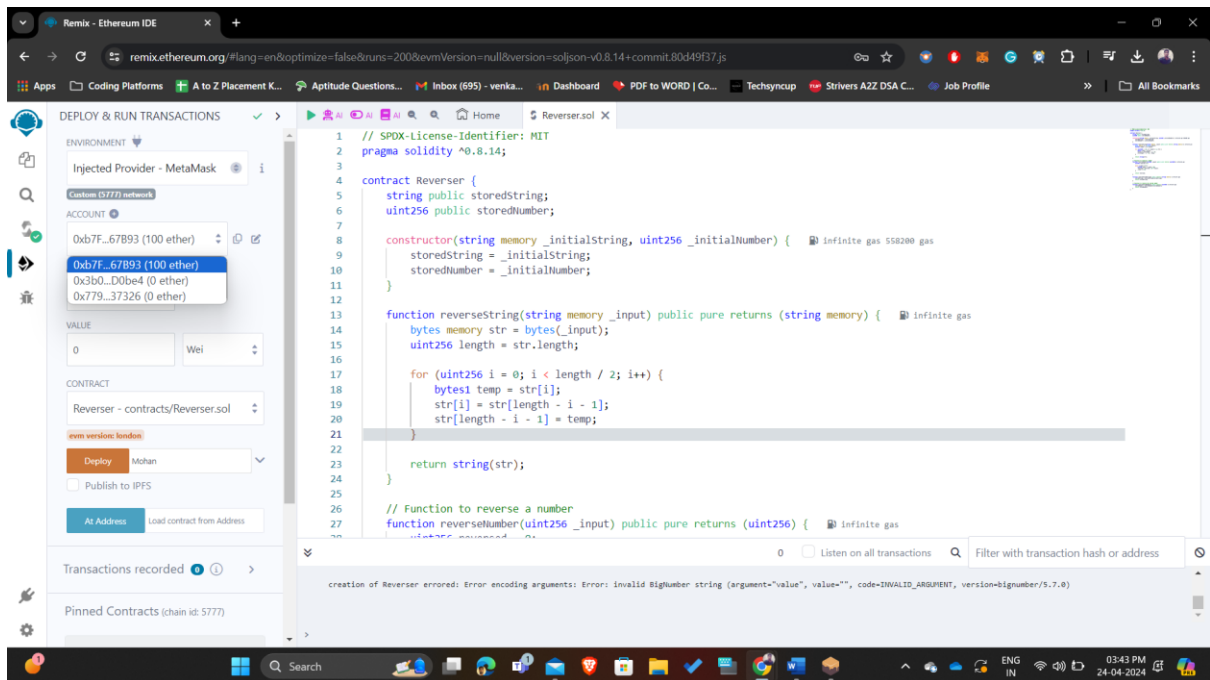 Remix - Ethereum IDE
remix.ethereum.org/#lang=en&optimize=false&runs=200&evmVersion=null&version=soljson-v0.8.14+commit.80d49f37.js
Apps Coding Platforms A to Z Placement K... Aptitude Questions... Inbox (695) - venka... Dashboard PDF to WORD | Co... Techsyncup Strivers A2Z DSA C... Job Profile » All Bookmarks
DEPLOY & RUN TRANSACTIONS
ENVIRONMENT
Injected Provider - MetaMask
Custom (5777) network
ACCOUNT
0xb7F...67B93 (100 ether)
0xb7F...67B93 (100 ether)
0x3b0...D0be4 (0 ether)
0x779...37326 (0 ether)
VALUE
0 Wei
CONTRACT
Reverser - contracts/Reverser.sol
evm version: london
Deploy Mohan
Publish to IPFS
At Address Load contract from Address
Transactions recorded 0 i
Pinned Contracts (chain id: 5777)
AI AI AI Home Reverser.sol
1 // SPDX-License-Identifier: MIT
2 pragma solidity ^0.8.14;
3
4 contract Reverser {
5 string public storedString;
6 uint256 public storedNumber;
7
8 constructor(string memory _initialString, uint256 _initialNumber) { infinite gas 558200 gas
9 storedString = _initialString;
10 storedNumber = _initialNumber;
11 }
12
13 function reverseString(string memory _input) public pure returns (string memory) { infinite gas
14 bytes memory str = bytes(_input);
15 uint256 length = str.length;
16
17 for (uint256 i = 0; i < length / 2; i++) {
18 bytes1 temp = str[i];
19 str[i] = str[length - i - 1];
20 str[length - i - 1] = temp;
21 }
22
23 return string(str);
24 }
25
26 // Function to reverse a number
27 function reverseNumber(uint256 _input) public pure returns (uint256) { infinite gas
0 Listen on all transactions Filter with transaction hash or address
creation of Reverser errored: Error encoding arguments: Error: invalid BigNumber string (argument="value", value="", code=INVALID_ARGUMENT, version=bignumber/5.7.0)
>
Search
ENG
IN
03:43 PM
24-04-2024